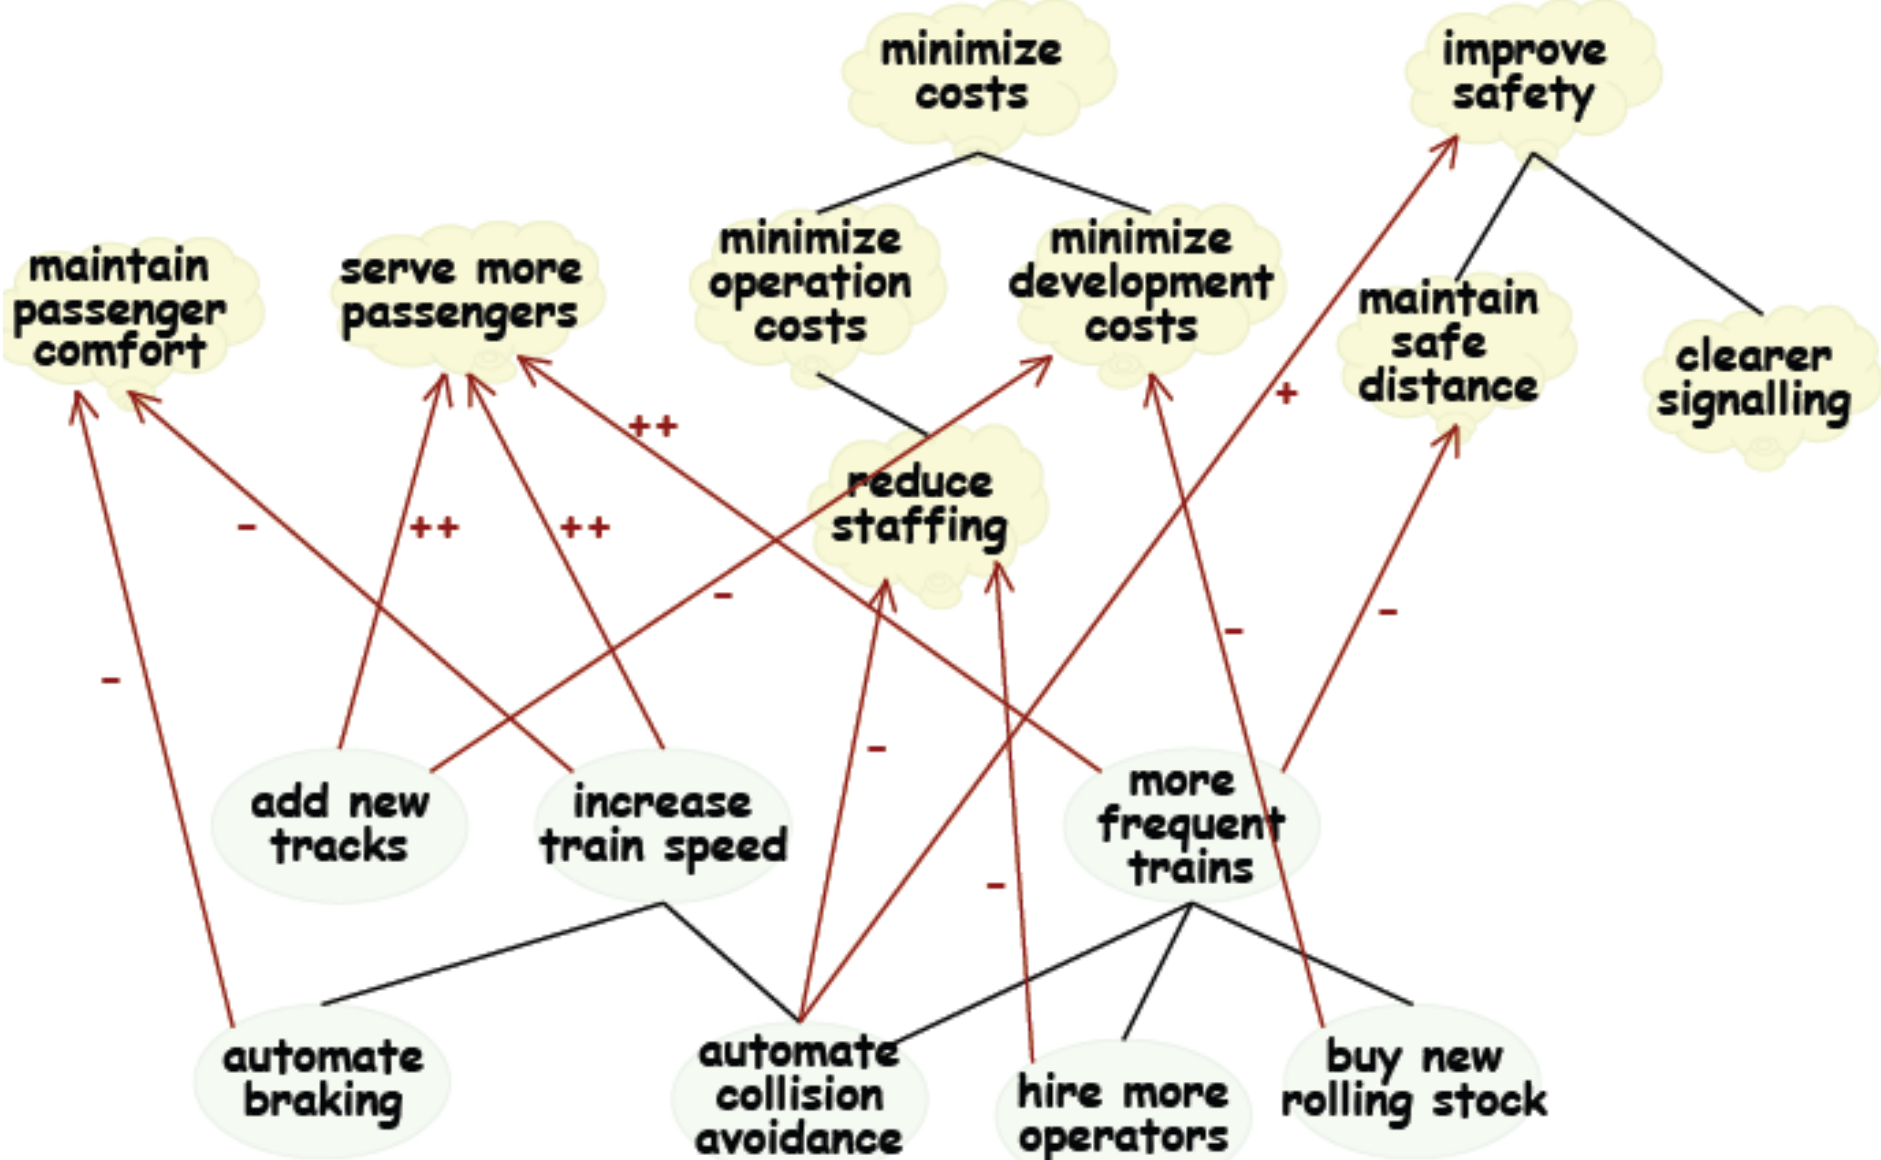 minimize
costs
improve
safety
maintain
passenger
comfort
serve more
passengers
minimize
operation
costs
minimize
development
costs
maintain
safe
distance
clearer
signalling
+
++
reduce
staffing
-
++
++
-
-
-
-
-
-
add new
tracks
increase
train speed
more
frequent
trains
-
automate
braking
automate
collision
avoidance
hire more
operators
buy new
rolling stock